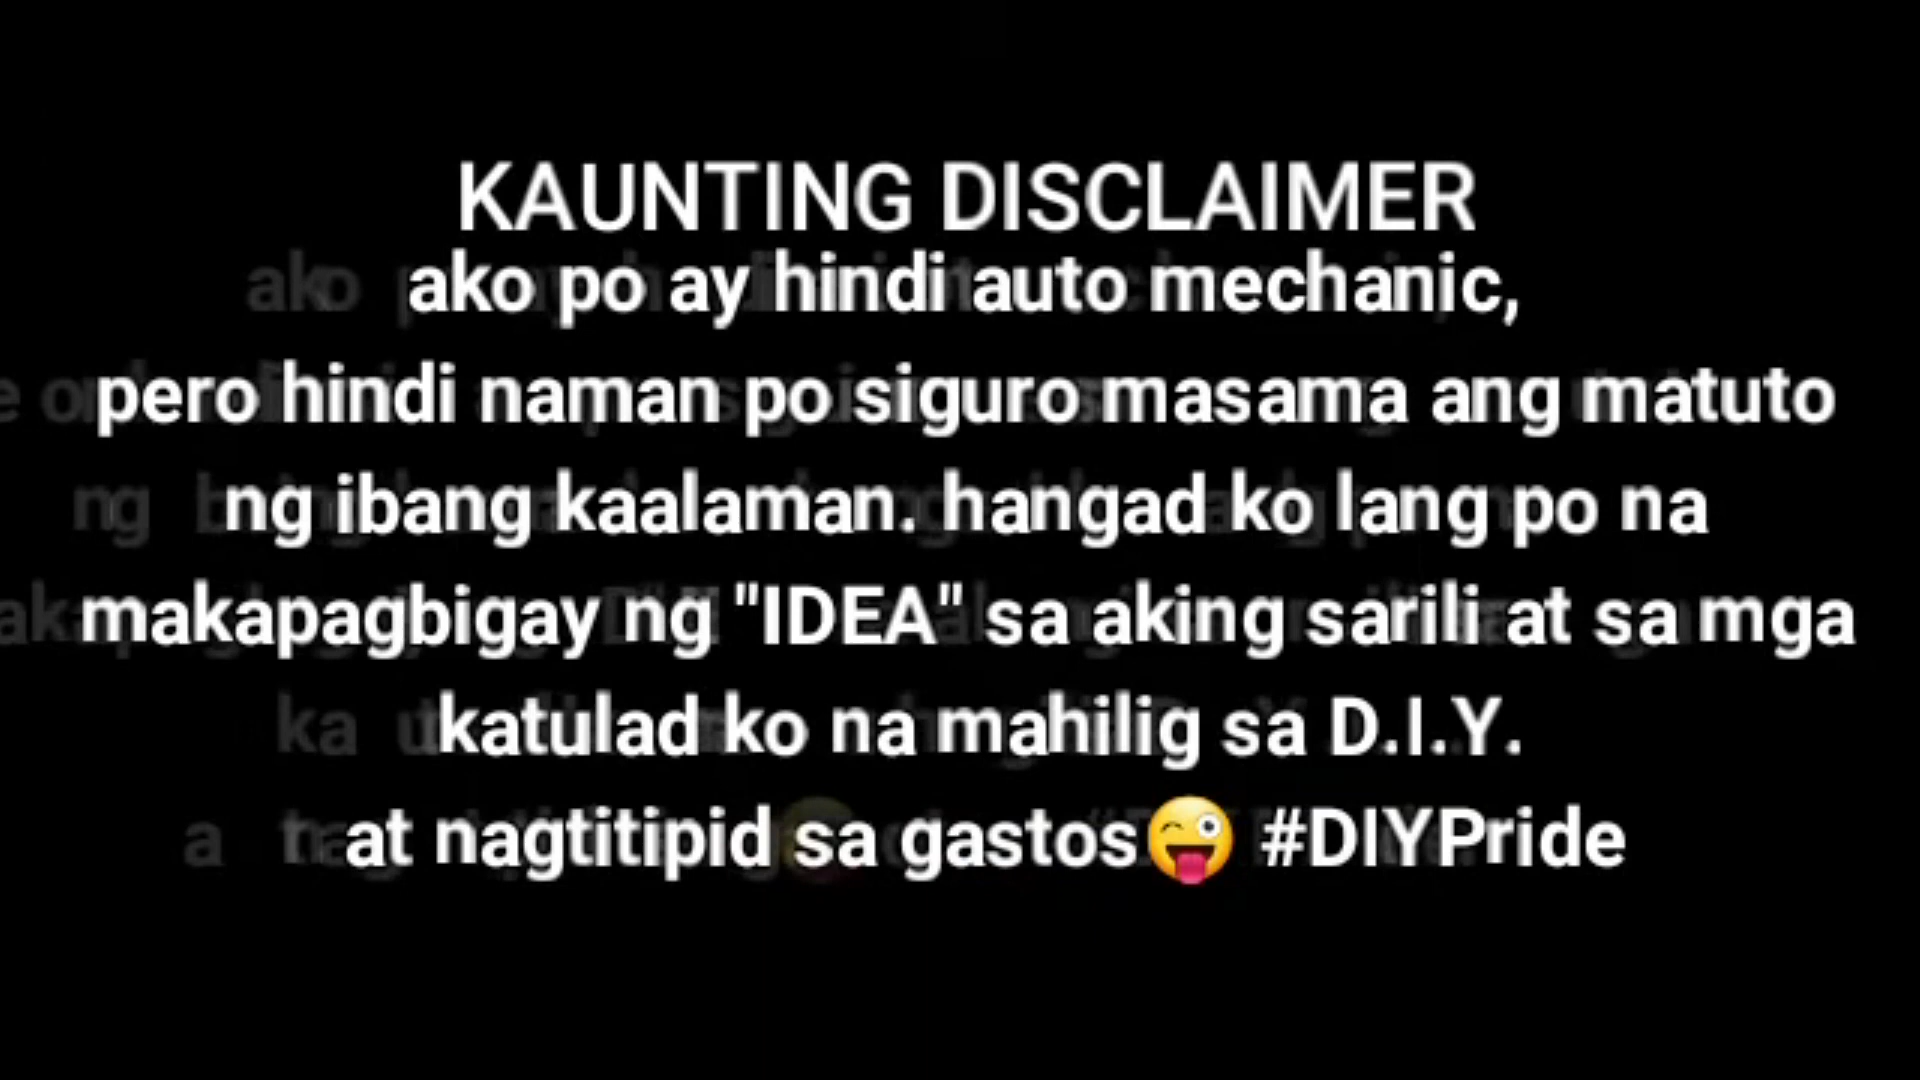 KAUNTING DISCLAIMER
ako po ay hindi auto mechanic,
pero hindi naman po siguro masama ang matuto
ng ibang kaalaman. hangad ko lang po na
makapagbigay ng "IDEA" sa aking sarili at sa mga
katulad ko na mahilig sa D.I.Y.
at nagtitipid sa gastos😜 #DIYPride